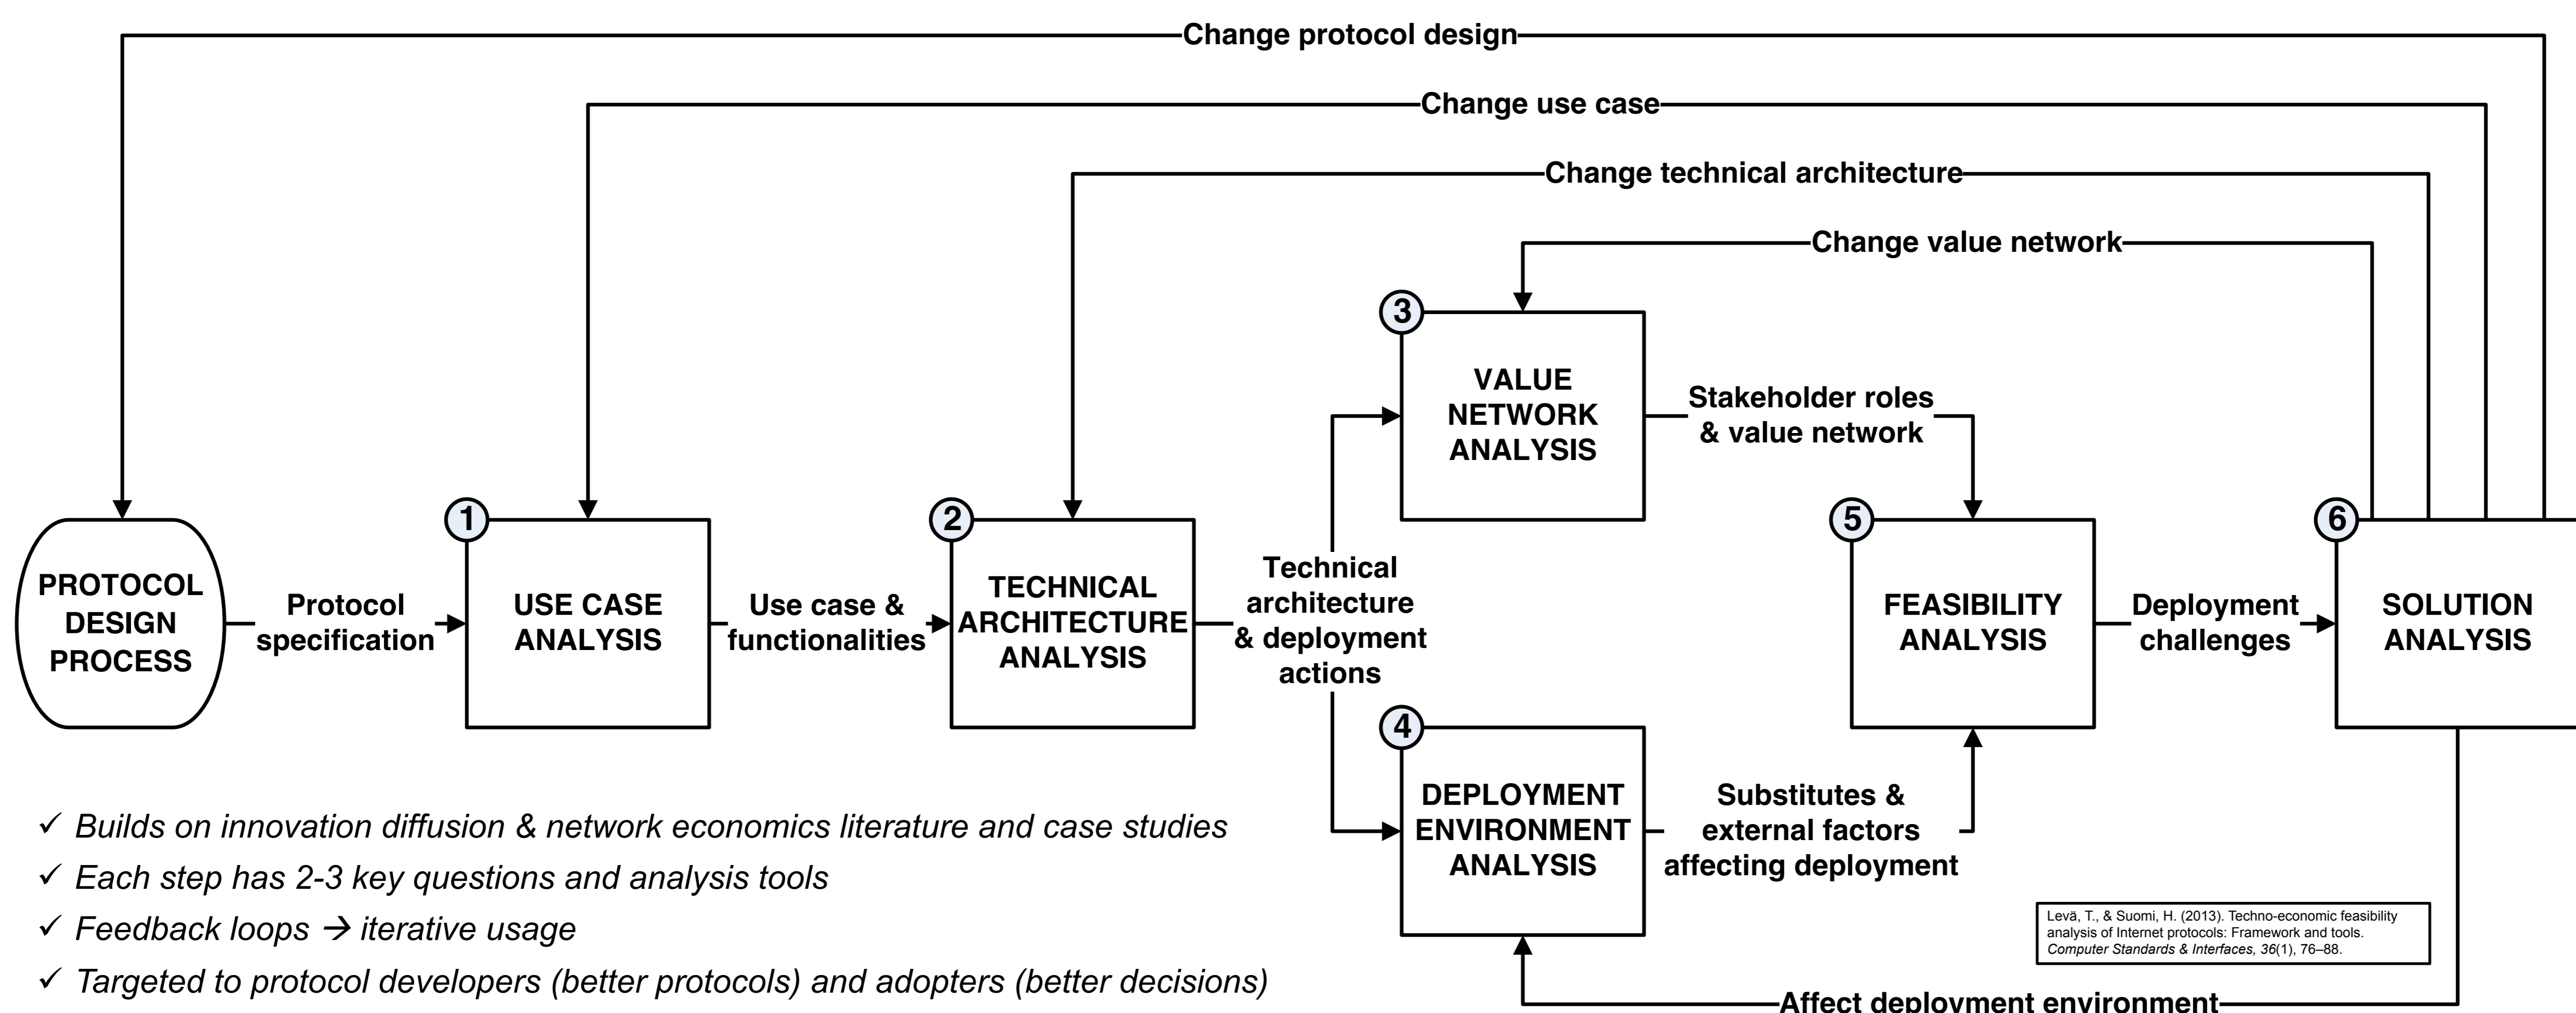 Change protocol design
Change use case
Change technical architecture
Change value network
3
VALUE
NETWORK
ANALYSIS
Stakeholder roles
& value network
PROTOCOL
DESIGN
PROCESS
Protocol
specification
1
USE CASE
ANALYSIS
Use case &
functionalities
2
TECHNICAL
ARCHITECTURE
ANALYSIS
Technical
architecture
& deployment
actions
5
FEASIBILITY
ANALYSIS
Deployment
challenges
6
SOLUTION
ANALYSIS
4
DEPLOYMENT
ENVIRONMENT
ANALYSIS
Substitutes &
external factors
affecting deployment
✓ Builds on innovation diffusion & network economics literature and case studies
✓ Each step has 2-3 key questions and analysis tools
✓ Feedback loops → iterative usage
✓ Targeted to protocol developers (better protocols) and adopters (better decisions)
Levä, T., & Suomi, H. (2013). Techno-economic feasibility
analysis of Internet protocols: Framework and tools.
Computer Standards & Interfaces, 36(1), 76–88.
Affect deployment environment